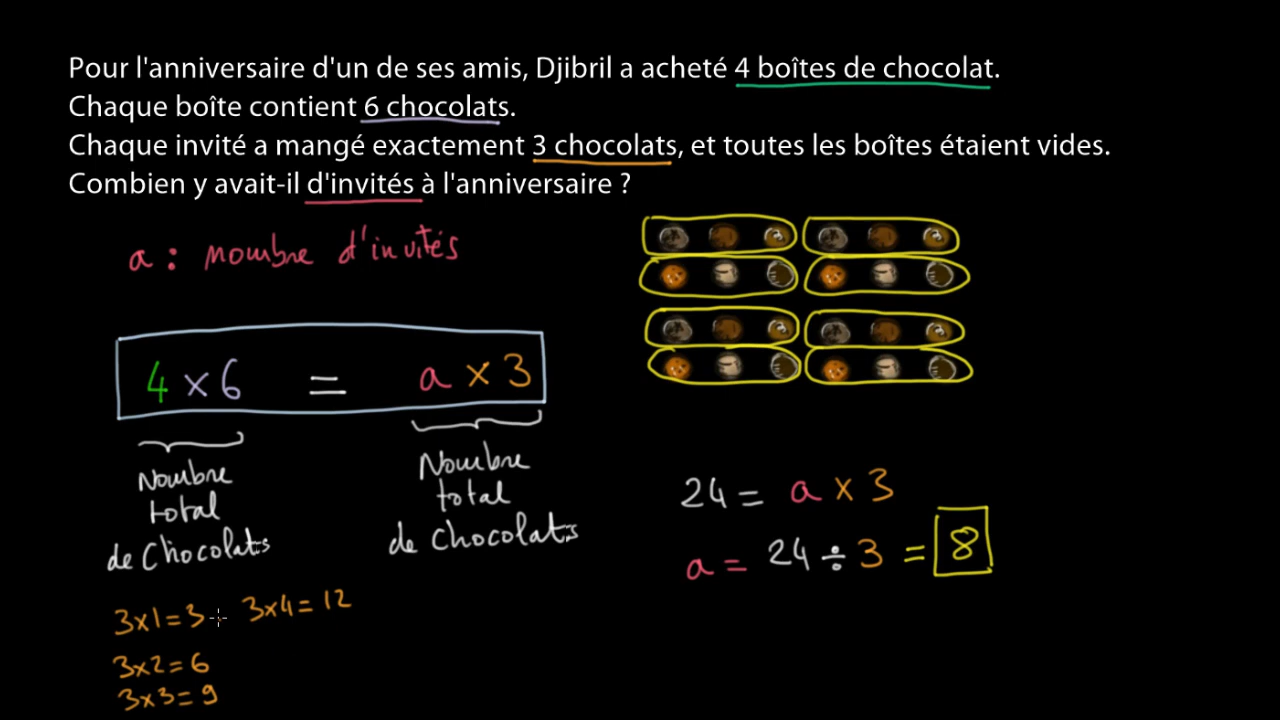 Pour l'anniversaire d'un de ses amis, Djibril a acheté 4 boîtes de chocolat.
Chaque boîte contient 6 chocolats.
Chaque invité a mangé exactement 3 chocolats, et toutes les boîtes étaient vides.
Combien y avait-il d'invités à l'anniversaire ?
a : nombre d'invités
4 x 6 = a x 3
Nombre
total
de chocolats
Nombre
total
de chocolats
24 = a x 3
a = 24 ÷ 3 = 8
3x1=3
3x4=12
3x2=6
3x3=9